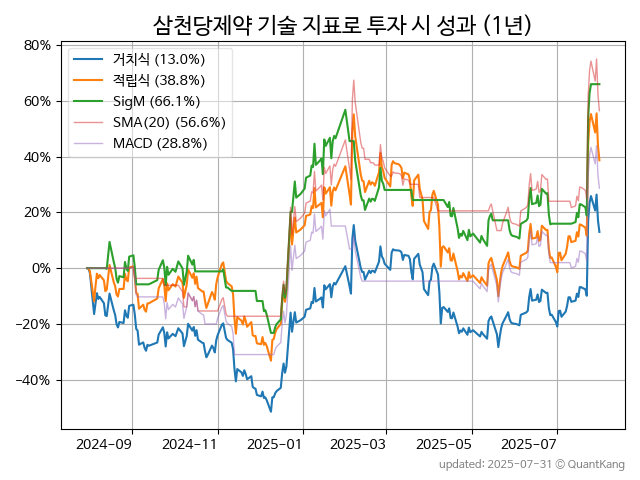 삼천당제약 기술 지표로 투자 시 성과 (1년)
80%
60%
40%
20%
0%
−20%
−40%
거치식 (13.0%)
적립식 (38.8%)
SigM (66.1%)
SMA(20) (56.6%)
MACD (28.8%)
2024-09
2024-11
2025-01
2025-03
2025-05
2025-07
updated: 2025-07-31 © QuantKang